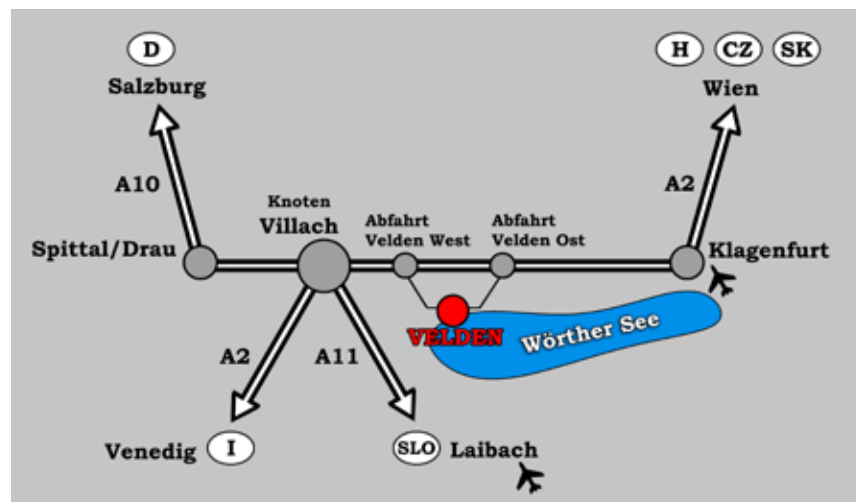 D
H CZ SK
Salzburg
Wien
A10
A2
Knoten
Villach
Abfahrt
Velden West
Abfahrt
Velden Ost
Spittal/Drau
Klagenfurt
VELDEN
Wörther See
A2
A11
Venedig I
SLO Laibach